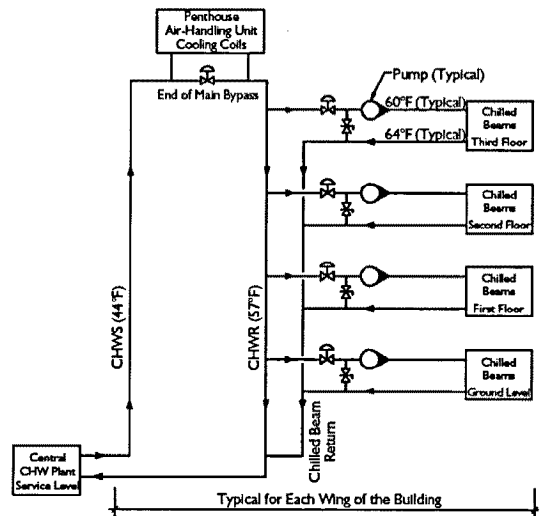 Penthouse
Air-Handling Unit
Cooling Coils
End of Main Bypass
Pump (Typical)
60°F (Typical)
64°F (Typical)
Chilled
Beams
Third Floor
Chilled
Beams
Second Floor
Chilled
Beams
First Floor
Chilled
Beams
Ground Level
CHWS (44°F)
CHWR (57°F)
Chilled Beam
Return
Central
CHW Plant
Service Level
Typical for Each Wing of the Building